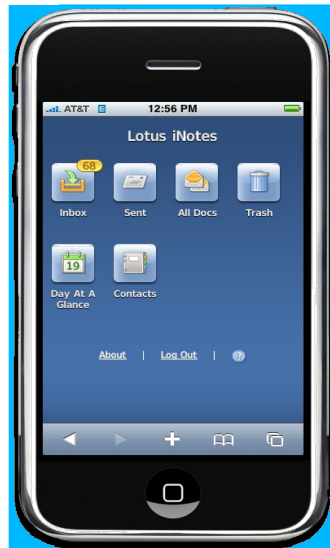 AT&T E 12:56 PM
Lotus iNotes
68
Inbox Sent All Docs Trash
19
Day At A Glance Contacts
About | Log Out | ?